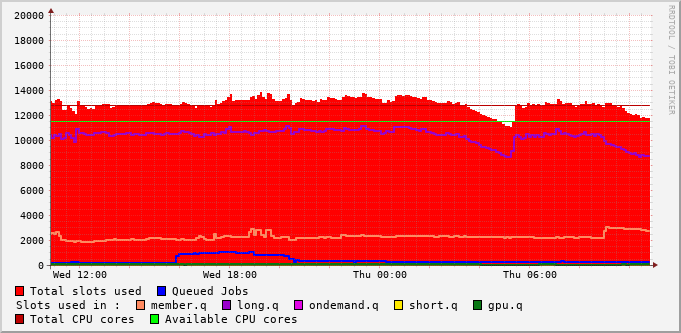 RRDTOOL / TOBI OETIKER
20000
18000
16000
14000
12000
10000
8000
6000
4000
2000
0
Wed 12:00 Wed 18:00 Thu 00:00 Thu 06:00
Total slots used Queued Jobs
Slots used in : member.q long.q ondemand.q short.q gpu.q
Total CPU cores Available CPU cores